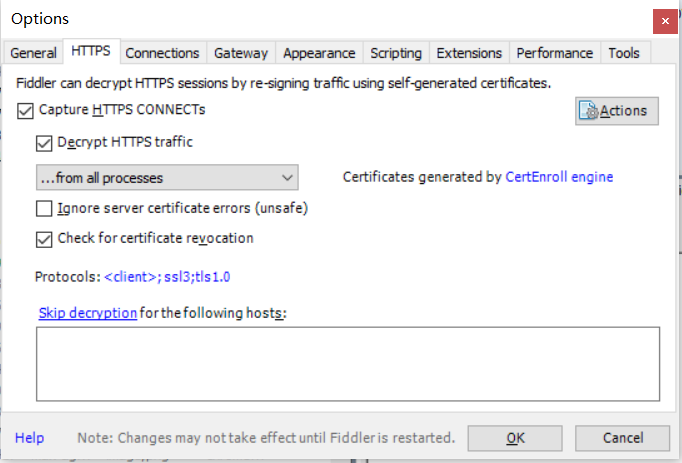 Options
General HTTPS Connections Gateway Appearance Scripting Extensions Performance Tools
Fiddler can decrypt HTTPS sessions by re-signing traffic using self-generated certificates.
Capture HTTPS CONNECTs
Actions
Decrypt HTTPS traffic
...from all processes
Certificates generated by CertEnroll engine
Ignore server certificate errors (unsafe)
Check for certificate revocation
Protocols: <client>;ssl3;tls1.0
Skip decryption for the following hosts:
Help Note: Changes may not take effect until Fiddler is restarted. OK Cancel